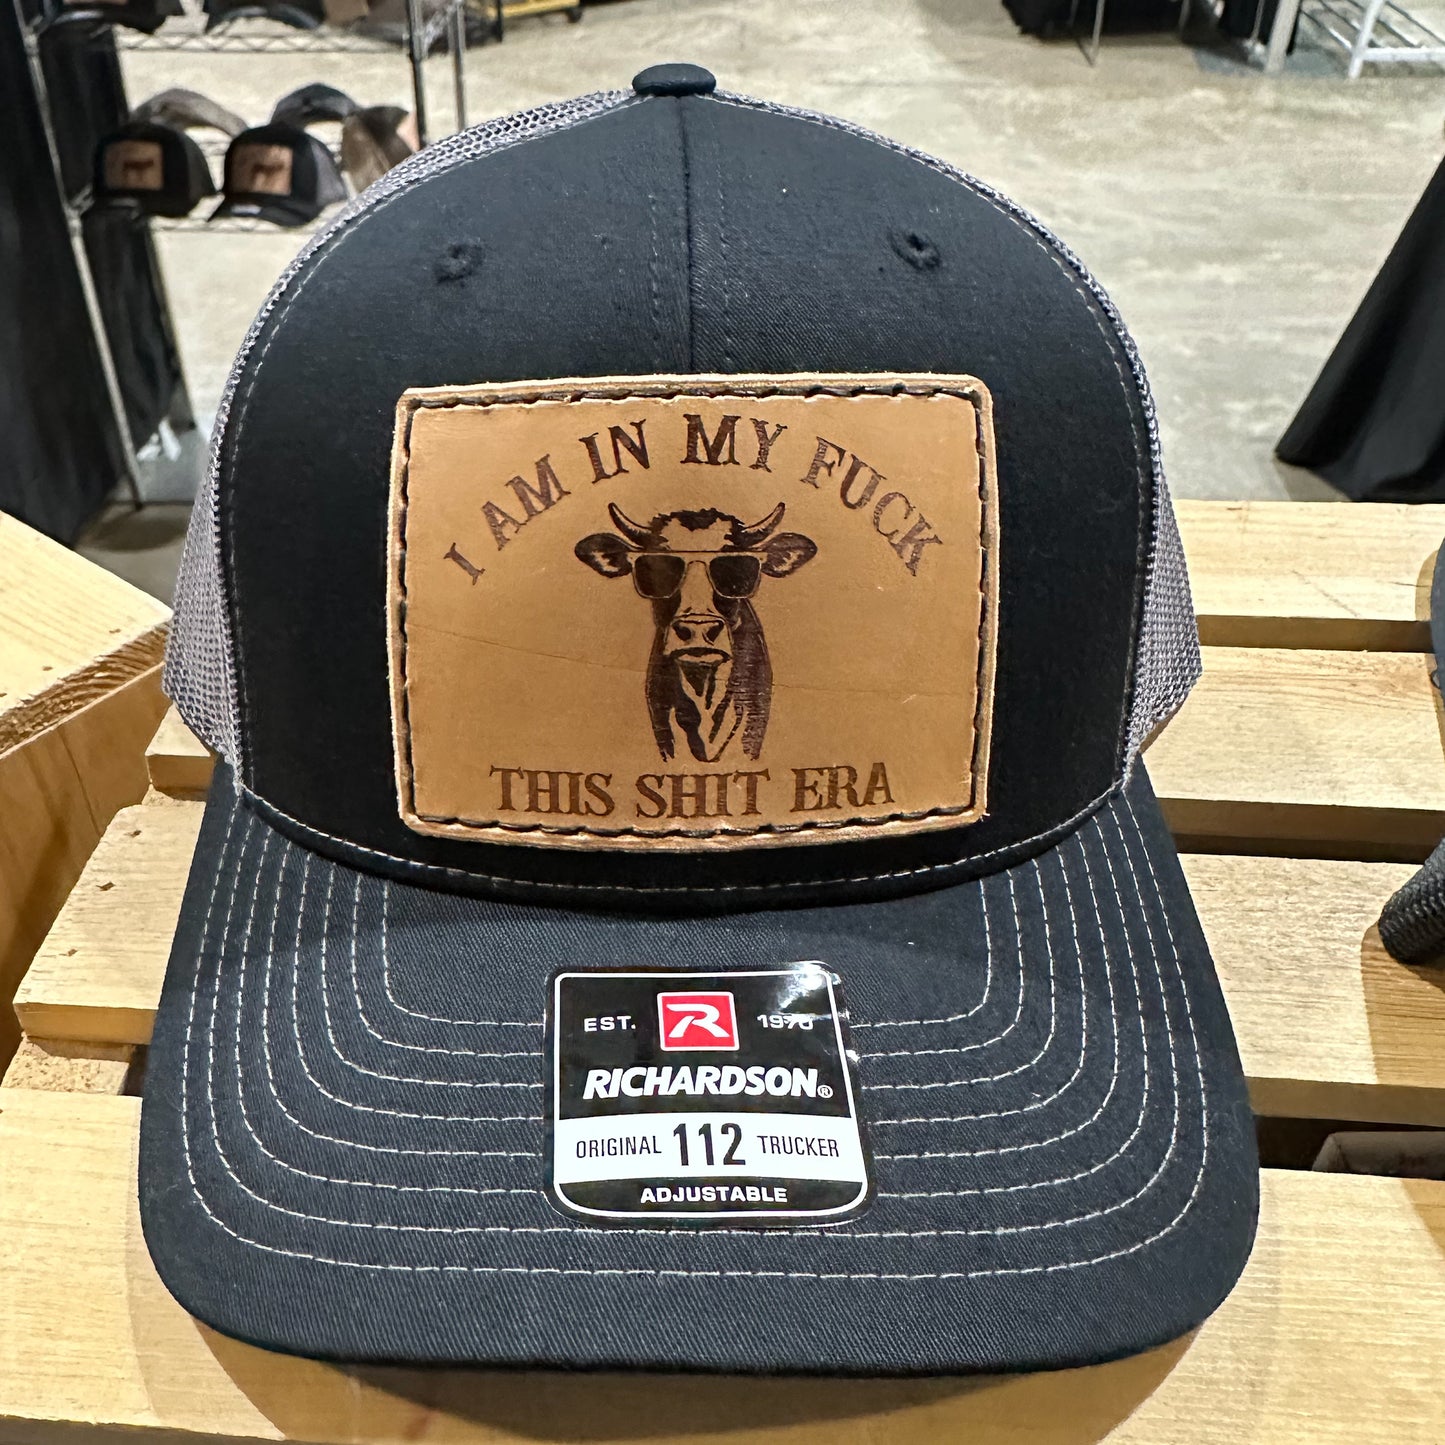 I AM IN MY FUCK
THIS SHIT ERA
EST. R 1970
RICHARDSON®
ORIGINAL 112 TRUCKER
ADJUSTABLE